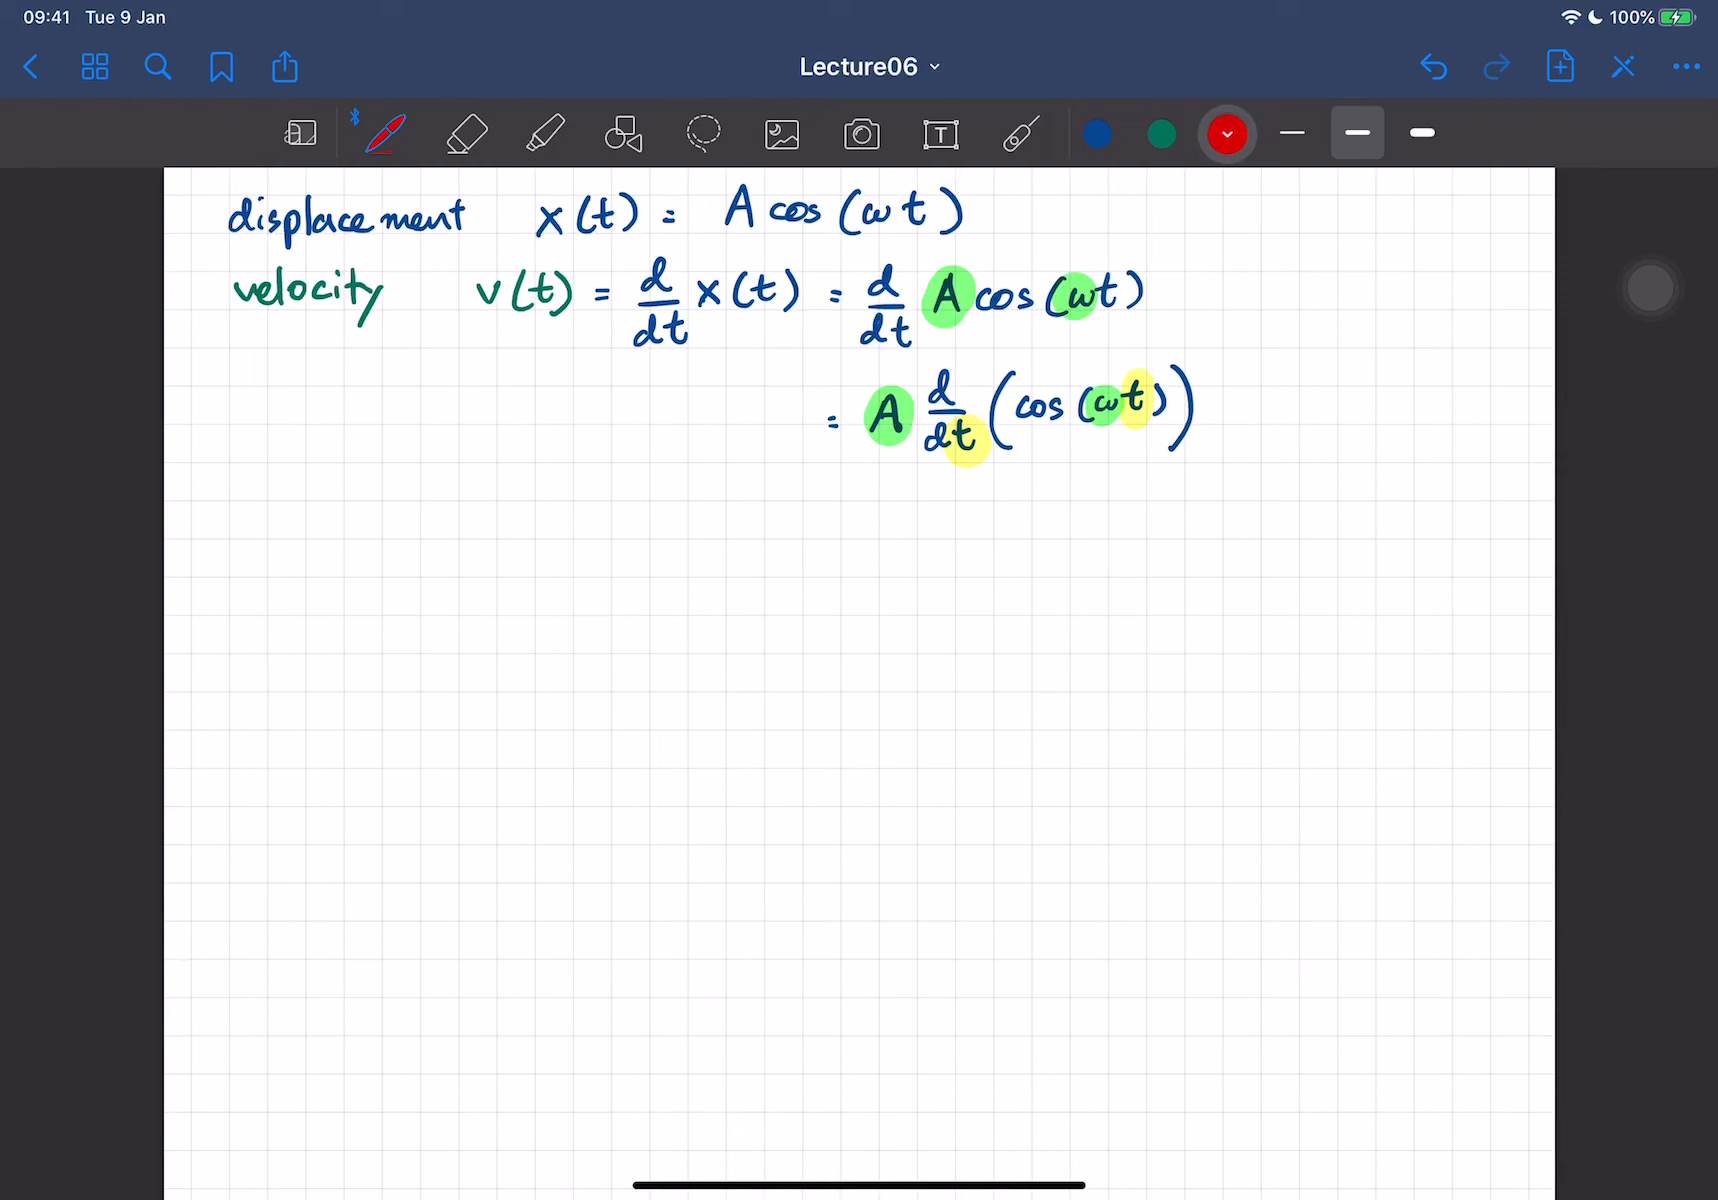 09:41 Tue 9 Jan 100%
Lecture06
T
displacement x(t) = A cos (ωt)
velocity v(t) = d/dt x(t) = d/dt A cos (ωt)
= A d/dt (cos (ωt))